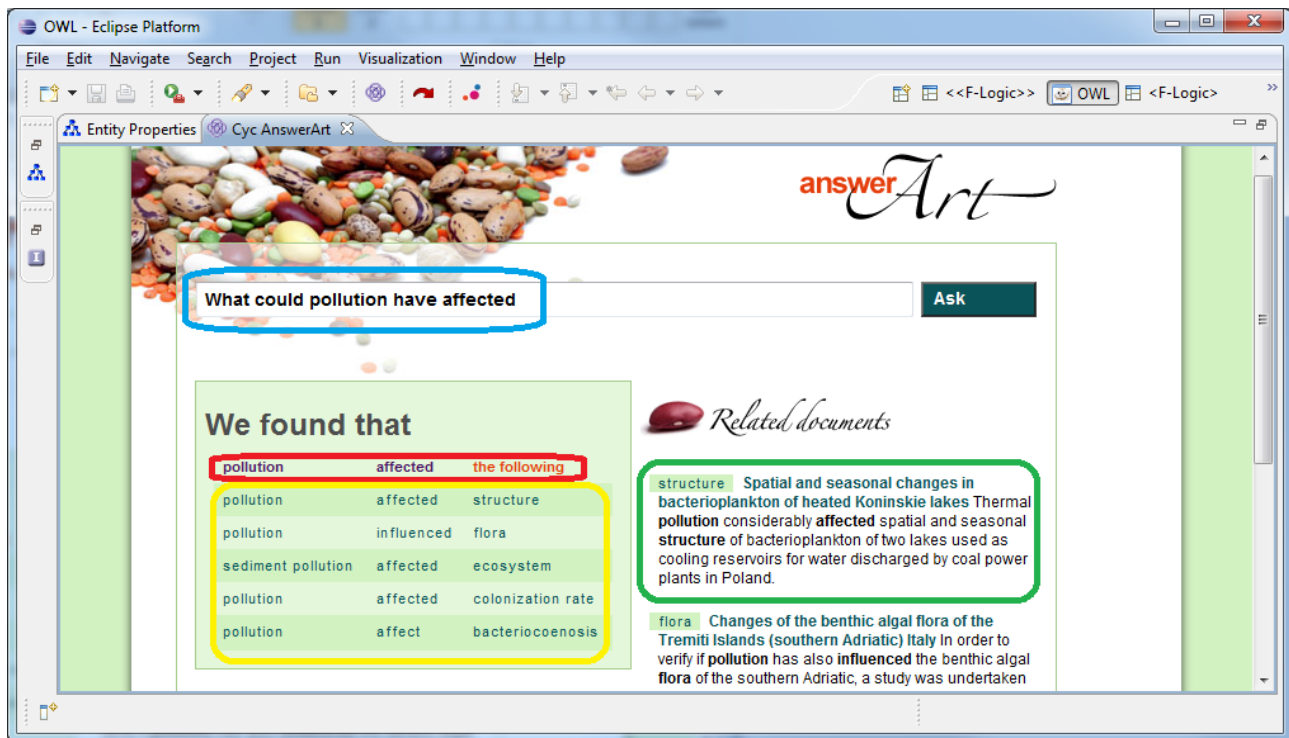 OWL - Eclipse Platform
File Edit Navigate Search Project Run Visualization Window Help
<<F-Logic>> OWL <F-Logic> »
Entity Properties Cyc AnswerArt
answerArt
What could pollution have affected Ask
We found that
pollution affected the following
pollution affected structure
pollution influenced flora
sediment pollution affected ecosystem
pollution affected colonization rate
pollution affect bacteriocoenosis
Related documents
structure Spatial and seasonal changes in
bacterioplankton of heated Koninskie lakes Thermal
pollution considerably affected spatial and seasonal
structure of bacterioplankton of two lakes used as
cooling reservoirs for water discharged by coal power
plants in Poland.
flora Changes of the benthic algal flora of the
Tremiti Islands (southern Adriatic) Italy In order to
verify if pollution has also influenced the benthic algal
flora of the southern Adriatic, a study was undertaken